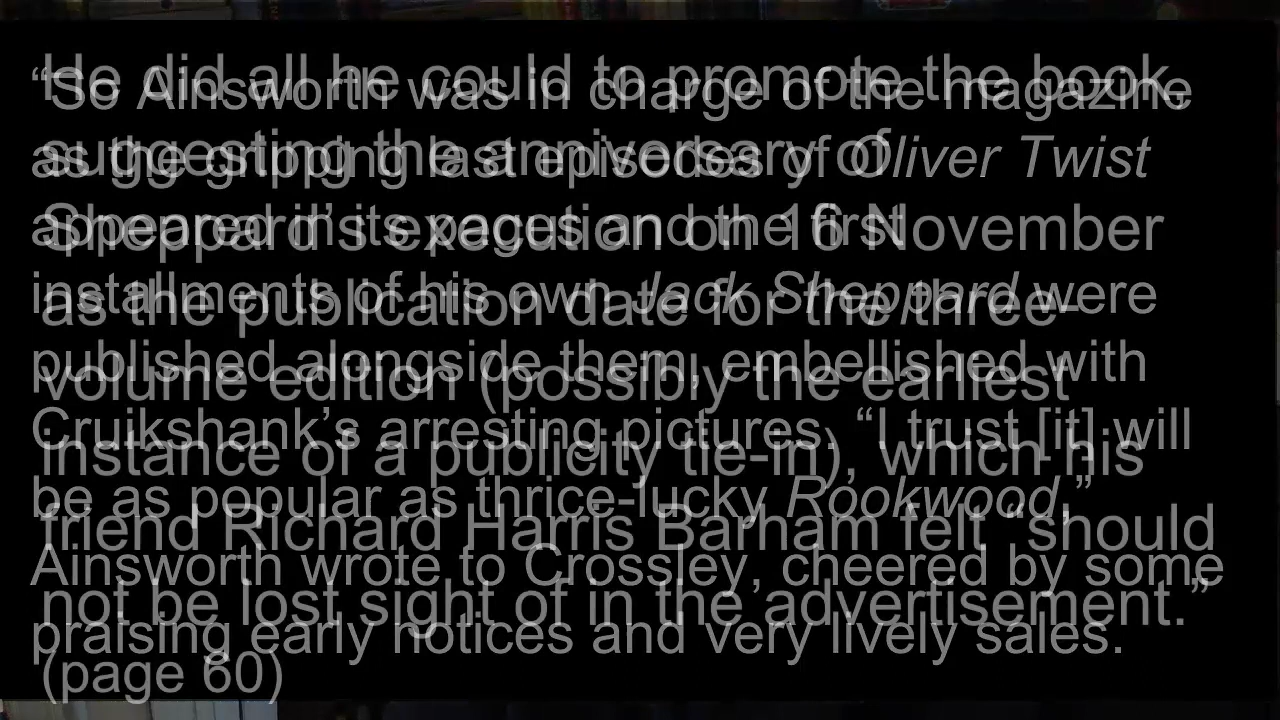 “So Ainsworth was in charge of the magazine
as the gripping last episodes of Oliver Twist
appeared in its pages and the first
installments of his own Jack Sheppard were
published alongside them, embellished with
Cruikshank’s arresting pictures. “I trust [it] will
be as popular as thrice-lucky Rookwood,”
Ainsworth wrote to Crossley, cheered by some
praising early notices and very lively sales.
He did all he could to promote the book,
suggesting the anniversary of
Sheppard’s execution on 16 November
as the publication date for the three-
volume edition (possibly the earliest
instance of a publicity tie-in), which his
friend Richard Harris Barham felt “should
not be lost sight of in the advertisement.”
(page 60)